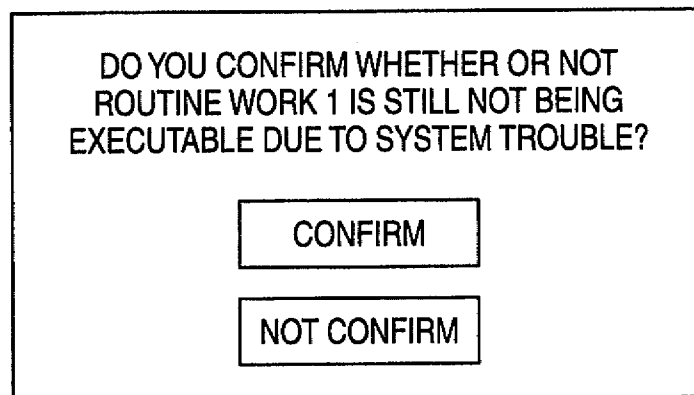 DO YOU CONFIRM WHETHER OR NOT
ROUTINE WORK 1 IS STILL NOT BEING
EXECUTABLE DUE TO SYSTEM TROUBLE?
CONFIRM
NOT CONFIRM